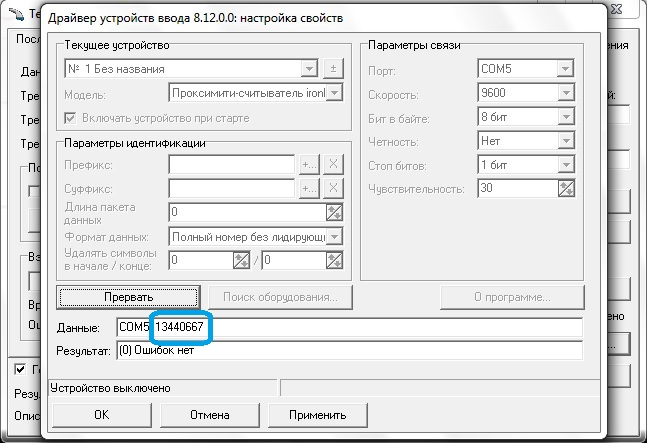 Драйвер устройств ввода 8.12.0.0: настройка свойств
Текущее устройство
№ 1 Без названия
±
Модель:
Проксимити-считыватель ironl
Включать устройство при старте
Параметры идентификации
Префикс:
+...
X
Суффикс:
+...
X
Длина пакета
данных
0
Формат данных:
Полный номер без лидирующ
Удалять символы
в начале / конце:
0
/
0
Параметры связи
Порт:
COM5
Скорость:
9600
Бит в байте:
8 бит
Четность:
Нет
Стоп битов:
1 бит
Чувствительность:
30
Прервать
Поиск оборудования...
О программе...
Данные:
COM5 13440667
Результат:
(0) Ошибок нет
Устройство выключено
OK
Отмена
Применить
Те
Посл
Дан
Тре
Тре
Тре
По
Вз
Вр
Ош
Резу
Опис
ения
ей:
ено
...